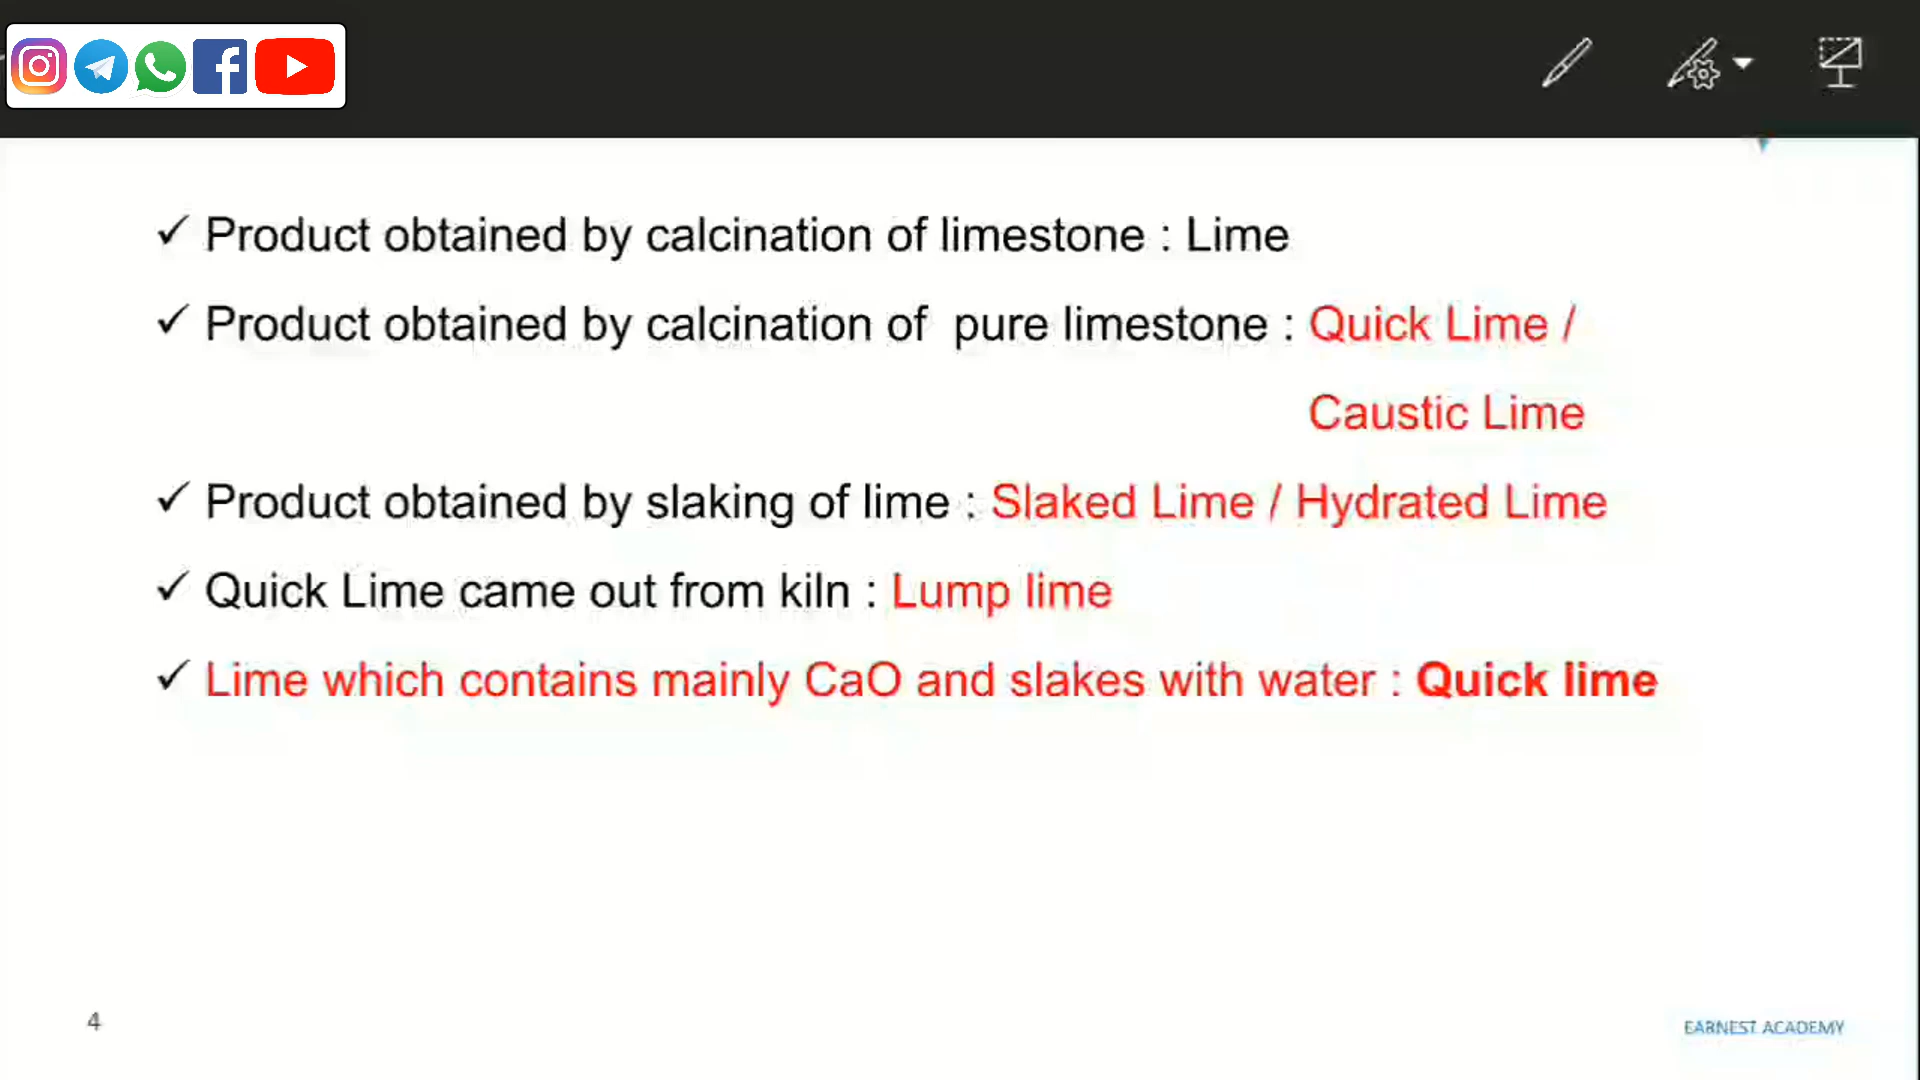 ✓ Product obtained by calcination of limestone : Lime
✓ Product obtained by calcination of pure limestone : Quick Lime /
Caustic Lime
✓ Product obtained by slaking of lime : Slaked Lime / Hydrated Lime
✓ Quick Lime came out from kiln : Lump lime
✓ Lime which contains mainly CaO and slakes with water : Quick lime
4
EARNEST ACADEMY